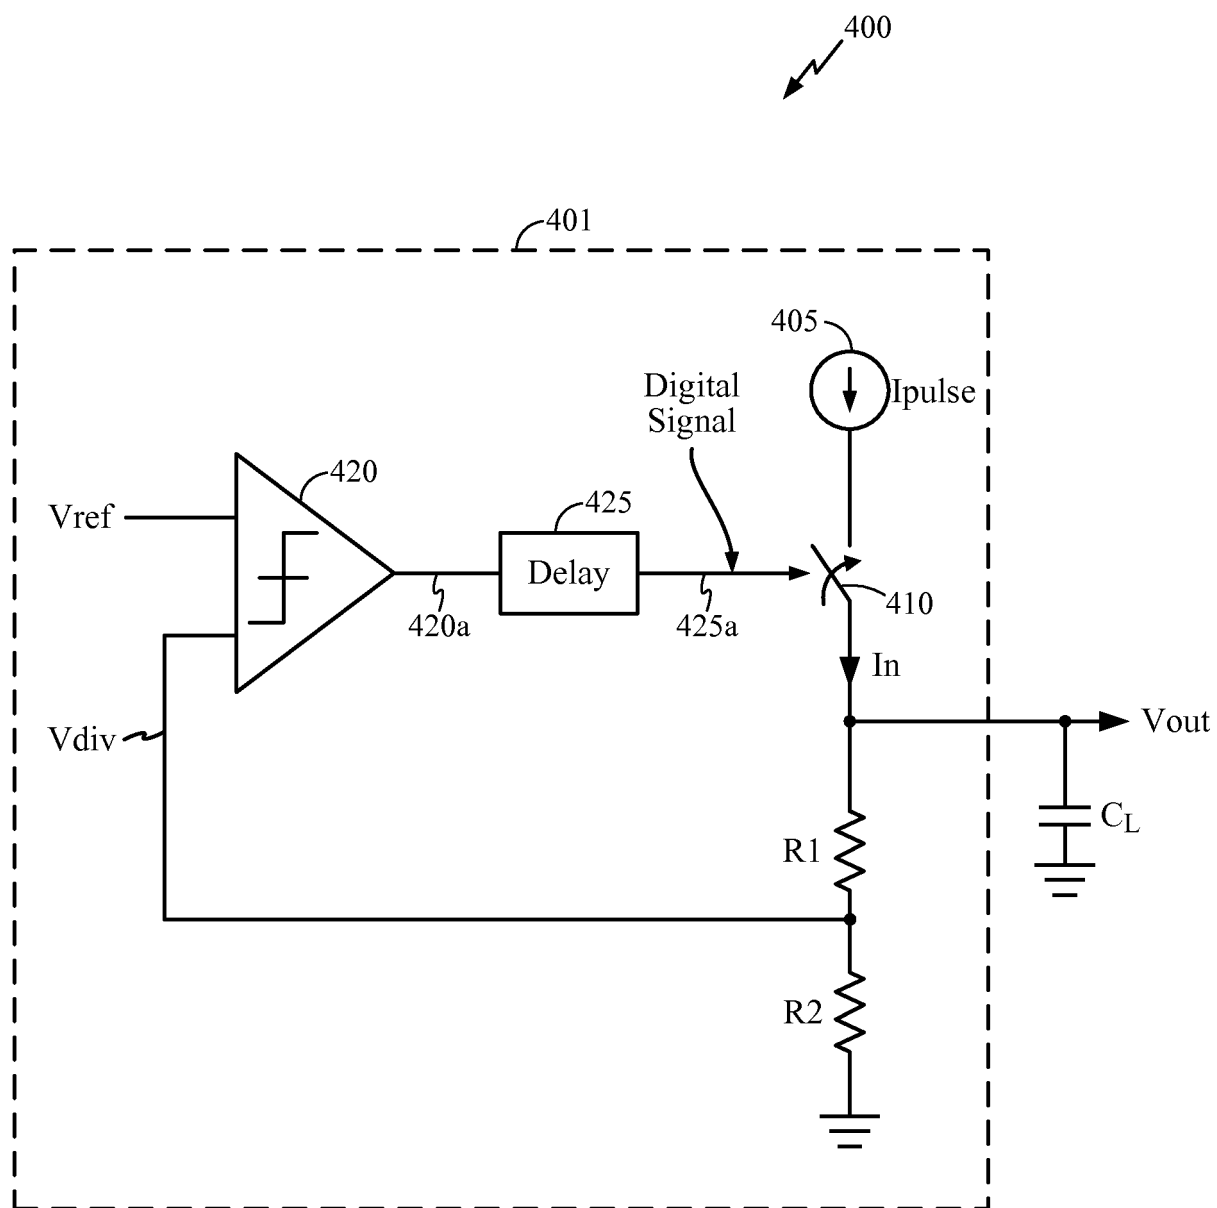 400
401
405
Ipulse
Digital
Signal
420
425
Vref
Delay
410
420a
425a
In
Vdiv
Vout
CL
R1
R2